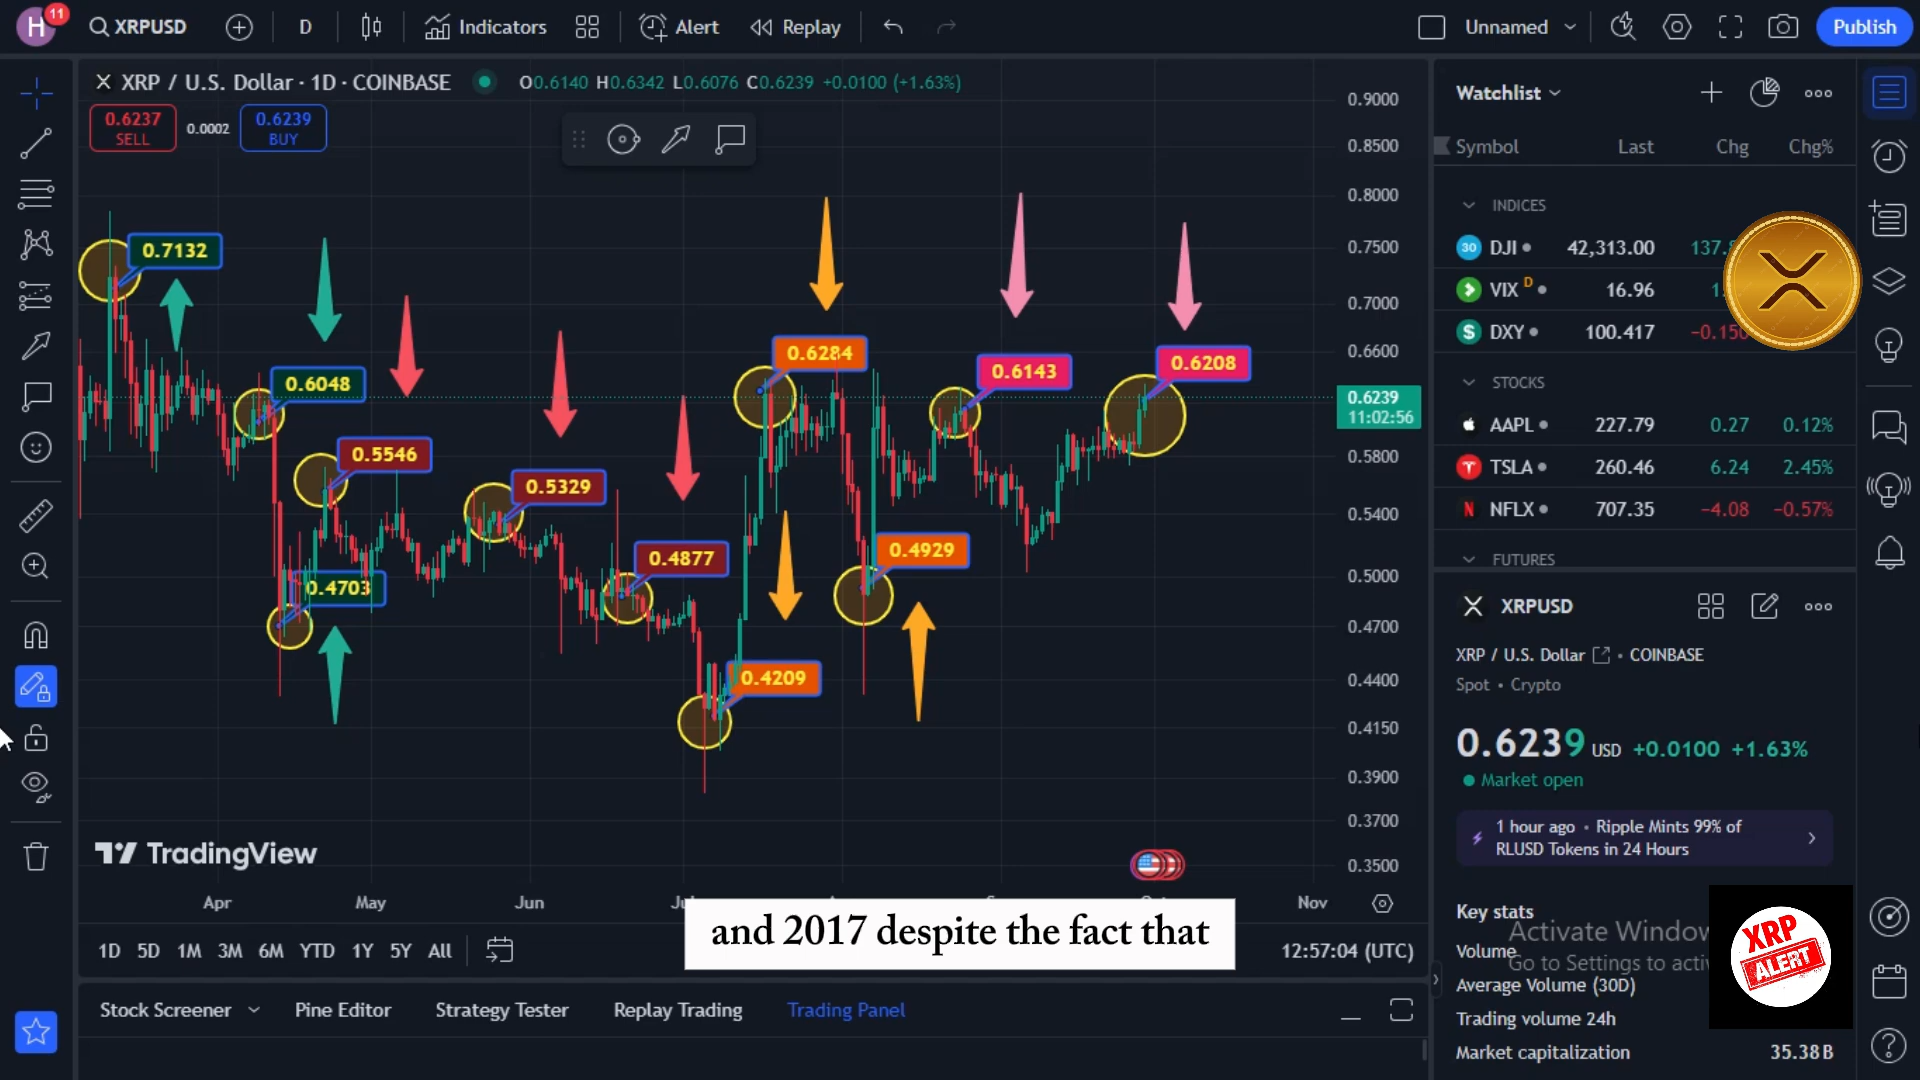 H
11
XRPUSD
D
Indicators
Alert
Replay
Unnamed
Publish
XRP / U.S. Dollar · 1D · COINBASE
O0.6140 H0.6342 L0.6076 C0.6239 +0.0100 (+1.63%)
0.6237
SELL
0.0002
0.6239
BUY
0.9000
0.8500
0.8000
0.7500
0.7000
0.6600
0.6239
11:02:56
0.5800
0.5400
0.5000
0.4700
0.4400
0.4150
0.3900
0.3700
0.3500
0.7132
0.6048
0.5546
0.4703
0.5329
0.4877
0.4209
0.6284
0.4929
0.6143
0.6208
TradingView
Apr
May
Jun
Nov
and 2017 despite the fact that
1D 5D 1M 3M 6M YTD 1Y 5Y All
12:57:04 (UTC)
Stock Screener
Pine Editor
Strategy Tester
Replay Trading
Trading Panel
Watchlist
Symbol Last Chg Chg%
INDICES
30 DJI 42,313.00
VIX D 16.96
DXY 100.417
STOCKS
AAPL 227.79 0.27 0.12%
TSLA 260.46 6.24 2.45%
N NFLX 707.35 −4.08 −0.57%
FUTURES
XRPUSD
XRP / U.S. Dollar · COINBASE
Spot · Crypto
0.6239 USD +0.0100 +1.63%
Market open
1 hour ago · Ripple Mints 99% of
RLUSD Tokens in 24 Hours
Key stats
Activate Window
Volume
Go to Settings to acti
Average Volume (30D)
Trading volume 24h
Market capitalization 35.38B
XRP
ALERT